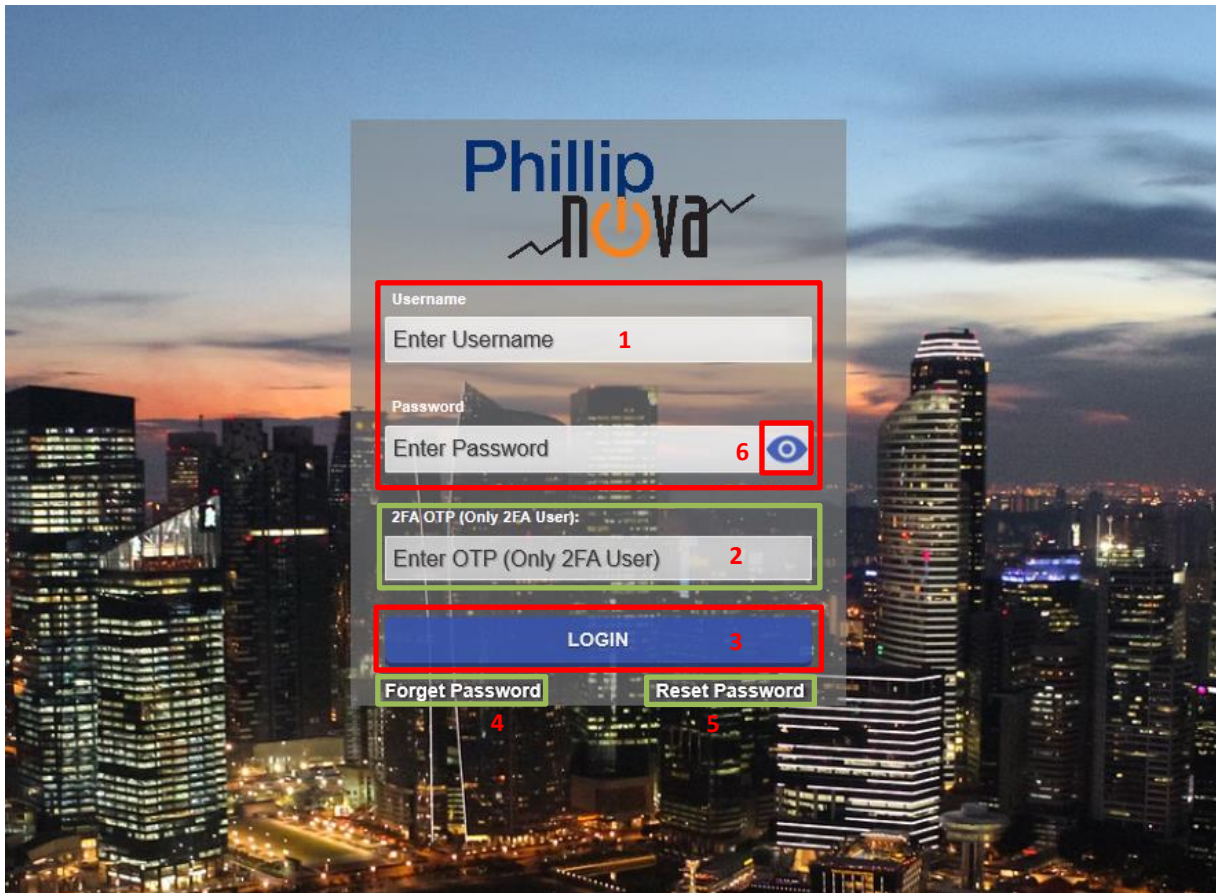 Phillip
nova
Username
Enter Username 1
Password
Enter Password 6
2FA OTP (Only 2FA User):
Enter OTP (Only 2FA User) 2
LOGIN 3
Forget Password Reset Password
4 5